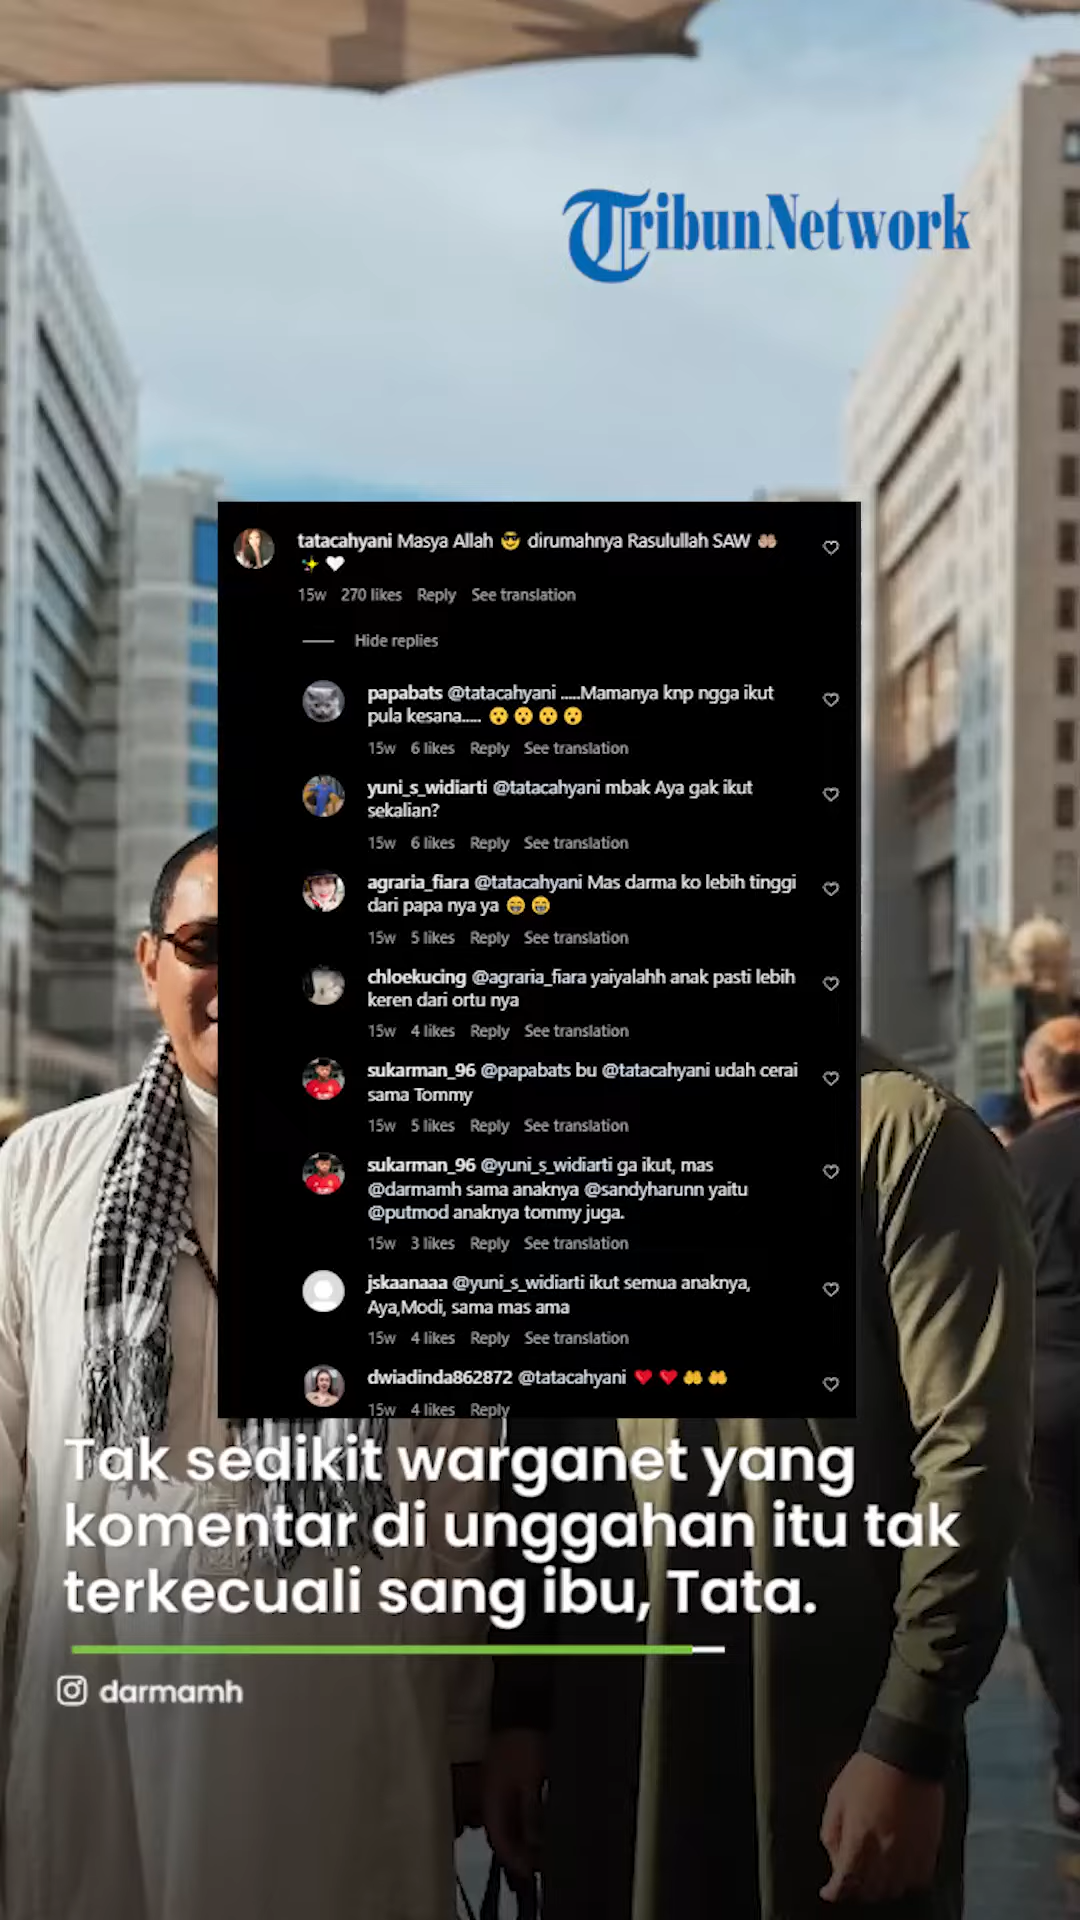 TribunNetwork
tatacahyani Masya Allah 😎 dirumahnya Rasulullah SAW 🤲🏼
✨ 🤍
15w 270 likes Reply See translation
Hide replies
papabats @tatacahyani .....Mamanya knp ngga ikut
pula kesana..... 😮 😮 😮 😮
15w 6 likes Reply See translation
yuni_s_widiarti @tatacahyani mbak Aya gak ikut
sekalian?
15w 6 likes Reply See translation
agraria_fiara @tatacahyani Mas darma ko lebih tinggi
dari papa nya ya 😁 😁
15w 5 likes Reply See translation
chloekucing @agraria_fiara yaiyalahh anak pasti lebih
keren dari ortu nya
15w 4 likes Reply See translation
sukarman_96 @papabats bu @tatacahyani udah cerai
sama Tommy
15w 5 likes Reply See translation
sukarman_96 @yuni_s_widiarti ga ikut, mas
@darmamh sama anaknya @sandyharunn yaitu
@putmod anaknya tommy juga.
15w 3 likes Reply See translation
jskaanaaa @yuni_s_widiarti ikut semua anaknya,
Aya,Modi, sama mas ama
15w 4 likes Reply See translation
dwiadinda862872 @tatacahyani ❤️ ❤️ 🤲 🤲
15w 4 likes Reply
Tak sedikit warganet yang
komentar di unggahan itu tak
terkecuali sang ibu, Tata.
darmamh